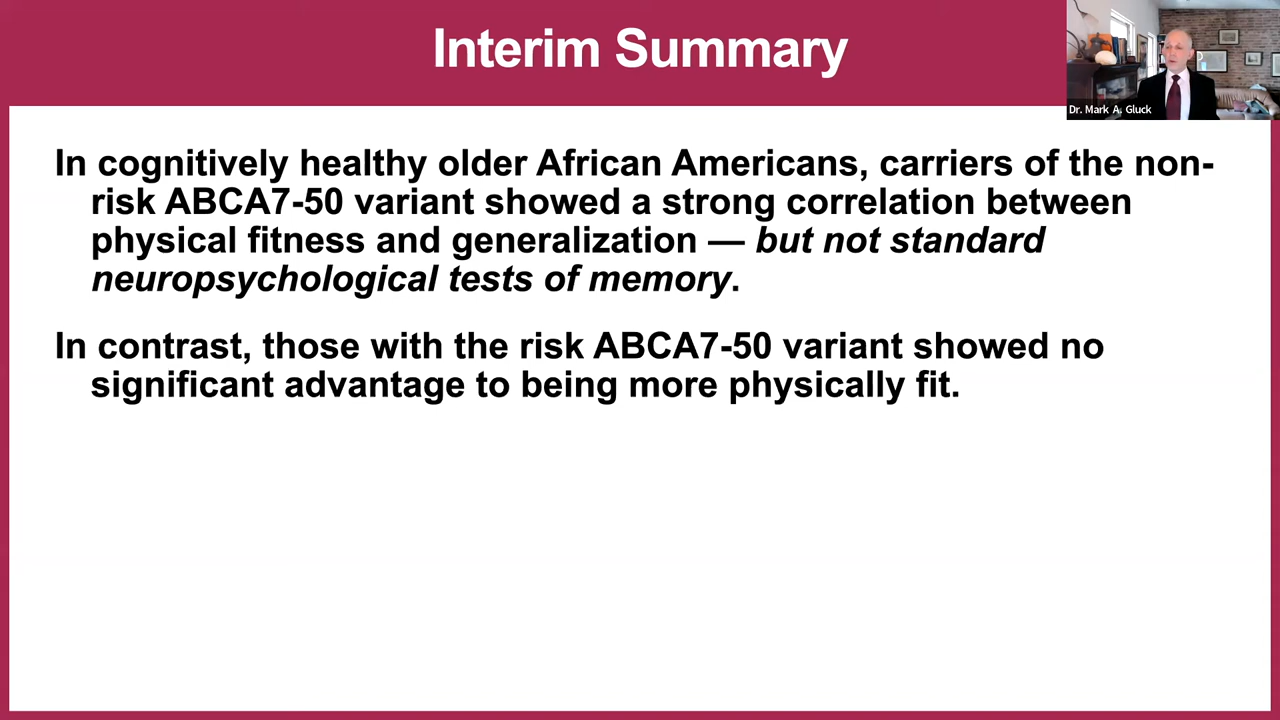 Interim Summary
Dr. Mark A. Gluck
In cognitively healthy older African Americans, carriers of the non-
risk ABCA7-50 variant showed a strong correlation between
physical fitness and generalization — but not standard
neuropsychological tests of memory.
In contrast, those with the risk ABCA7-50 variant showed no
significant advantage to being more physically fit.